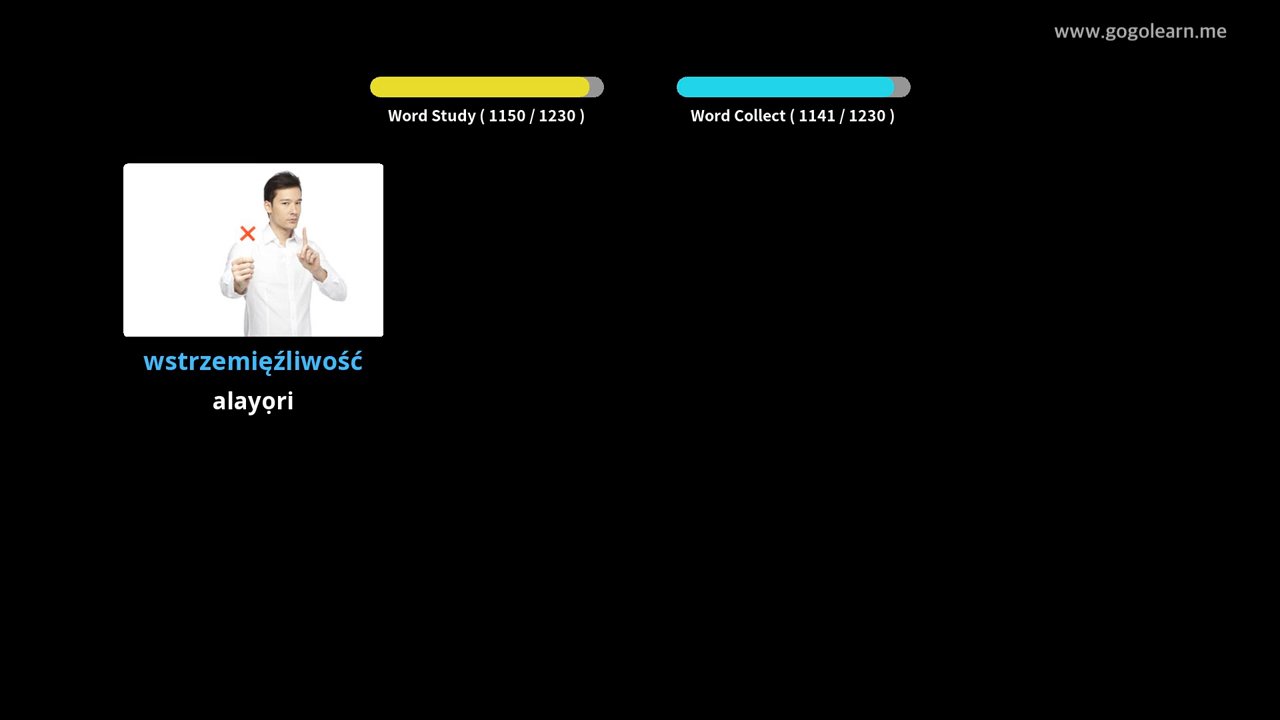 www.gogolearn.me
Word Study ( 1150 / 1230 )
Word Collect ( 1141 / 1230 )
wstrzemięźliwość
alayọri